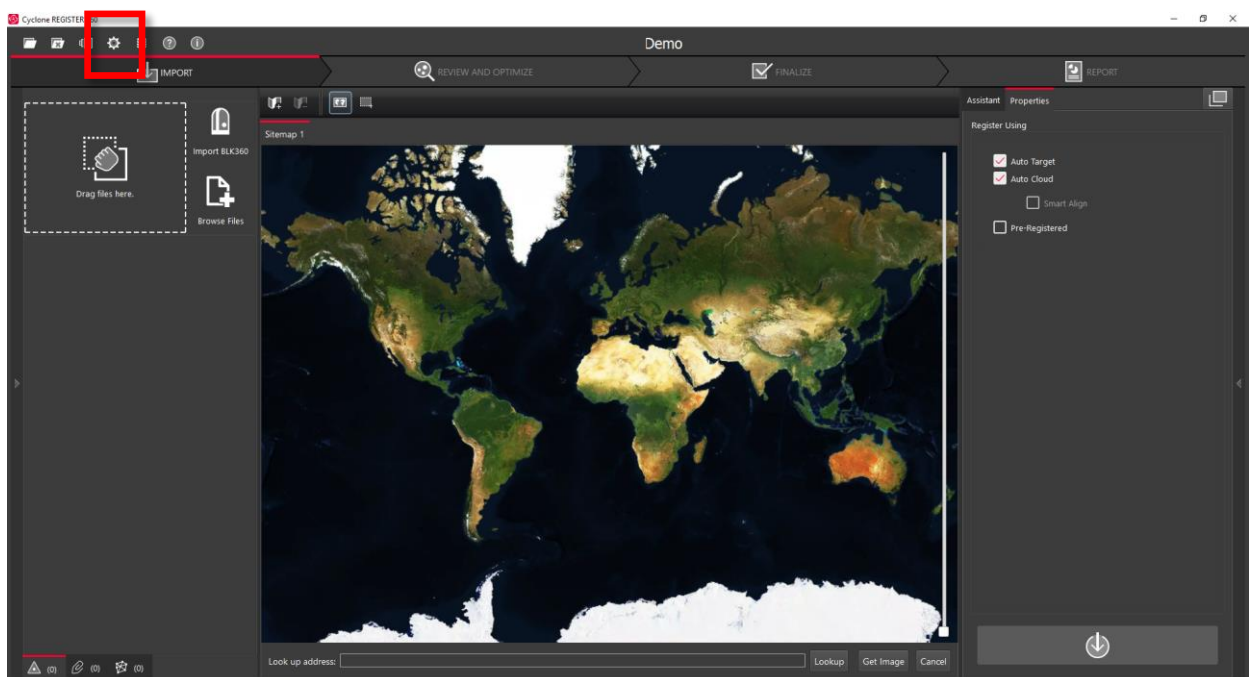 Cyclone REGISTER
Demo
IMPORT
REVIEW AND OPTIMIZE
FINALIZE
REPORT
Drag files here.
Import BLK360
Browse Files
Sitemap 1
Assistant
Properties
Register Using
Auto Target
Auto Cloud
Smart Align
Pre-Registered
Look up address:
Lookup
Get Image
Cancel
(0)
(0)
(0)